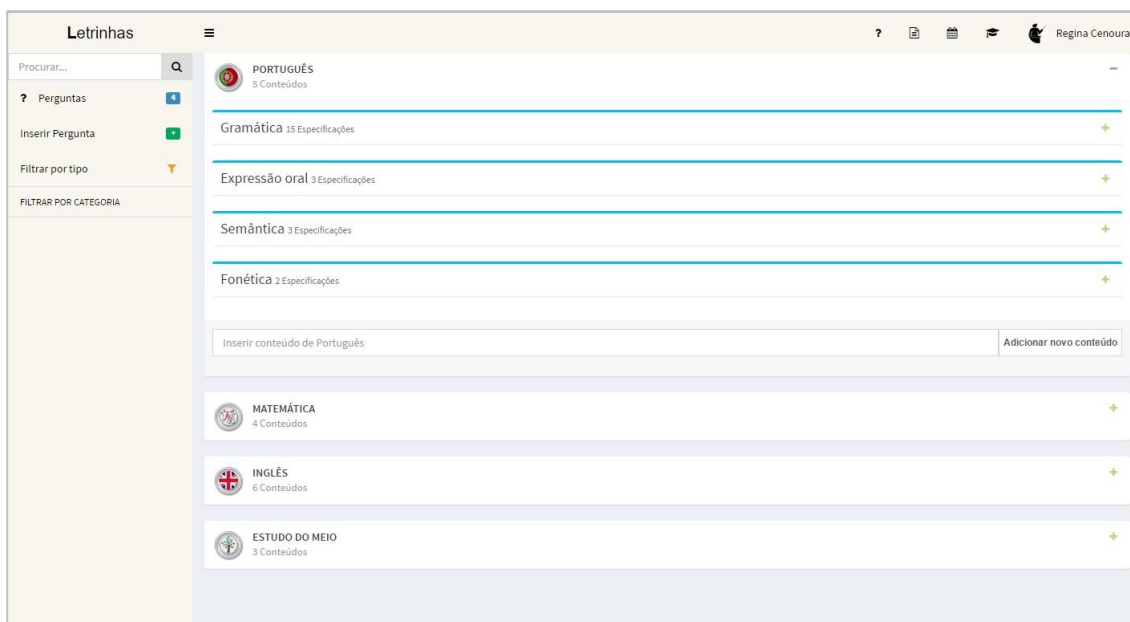 Letrinhas
? Regina Cenoura
Procurar...
? Perguntas 4
Inserir Pergunta +
Filtrar por tipo
FILTRAR POR CATEGORIA
PORTUGUÊS
5 Conteúdos
Gramática 15 Especificações
Expressão oral 3 Especificações
Semântica 3 Especificações
Fonética 2 Especificações
Inserir conteúdo de Português Adicionar novo conteúdo
MATEMÁTICA
4 Conteúdos
INGLÊS
6 Conteúdos
ESTUDO DO MEIO
3 Conteúdos